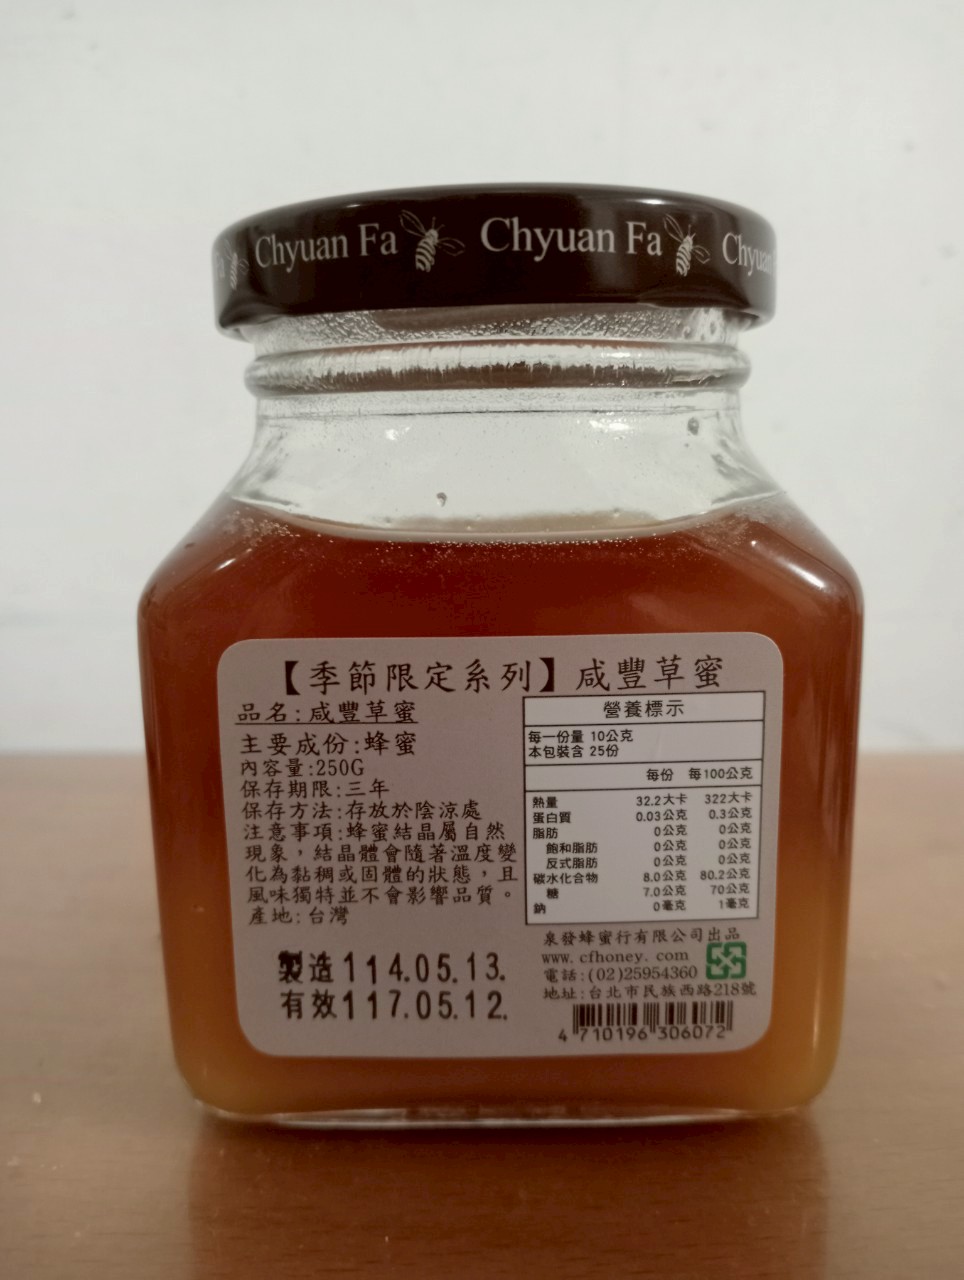 Chyuan Fa Chyuan Fa Chyuan
【季節限定系列】咸豐草蜜
品名:咸豐草蜜
主要成份:蜂蜜
內容量:250G
保存期限:三年
保存方法:存放於陰涼處
注意事項:蜂蜜結晶屬自然
現象，結晶體會隨著溫度變
化為黏稠或固體的狀態，且
風味獨特並不會影響品質。
產地:台灣
製造114.05.13.
有效117.05.12.
營養標示
每一份量 10公克
本包裝含 25份
每份 每100公克
熱量 32.2大卡 322大卡
蛋白質 0.03公克 0.3公克
脂肪 0公克 0公克
飽和脂肪 0公克 0公克
反式脂肪 0公克 0公克
碳水化合物 8.0公克 80.2公克
糖 7.0公克 70公克
鈉 0毫克 1毫克
泉發蜂蜜行有限公司出品
www.cfhoney.com
電話:(02)25954360
地址:台北市民族西路218號
4 710196 306072